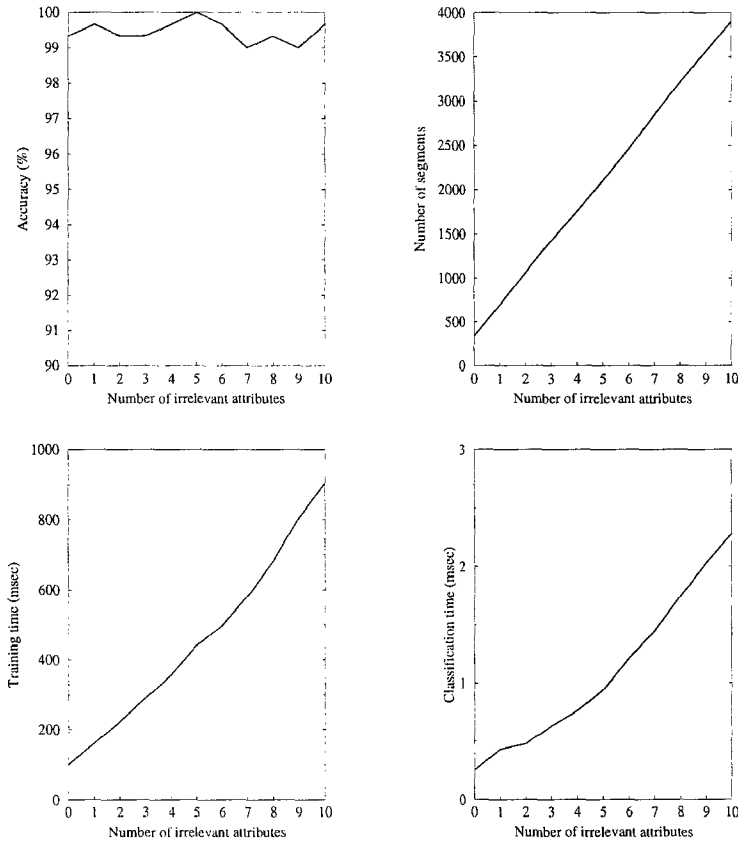 100
99
98
97
96
95
94
93
92
91
90
Accuracy (%)
0 1 2 3 4 5 6 7 8 9 10
Number of irrelevant attributes
4000
3500
3000
2500
2000
1500
1000
500
0
Number of segments
0 1 2 3 4 5 6 7 8 9 10
Number of irrelevant attributes
1000
800
600
400
200
0
Training time (msec)
0 1 2 3 4 5 6 7 8 9 10
Number of irrelevant attributes
3
2
1
0
Classification time (msec)
0 1 2 3 4 5 6 7 8 9 10
Number of irrelevant attributes